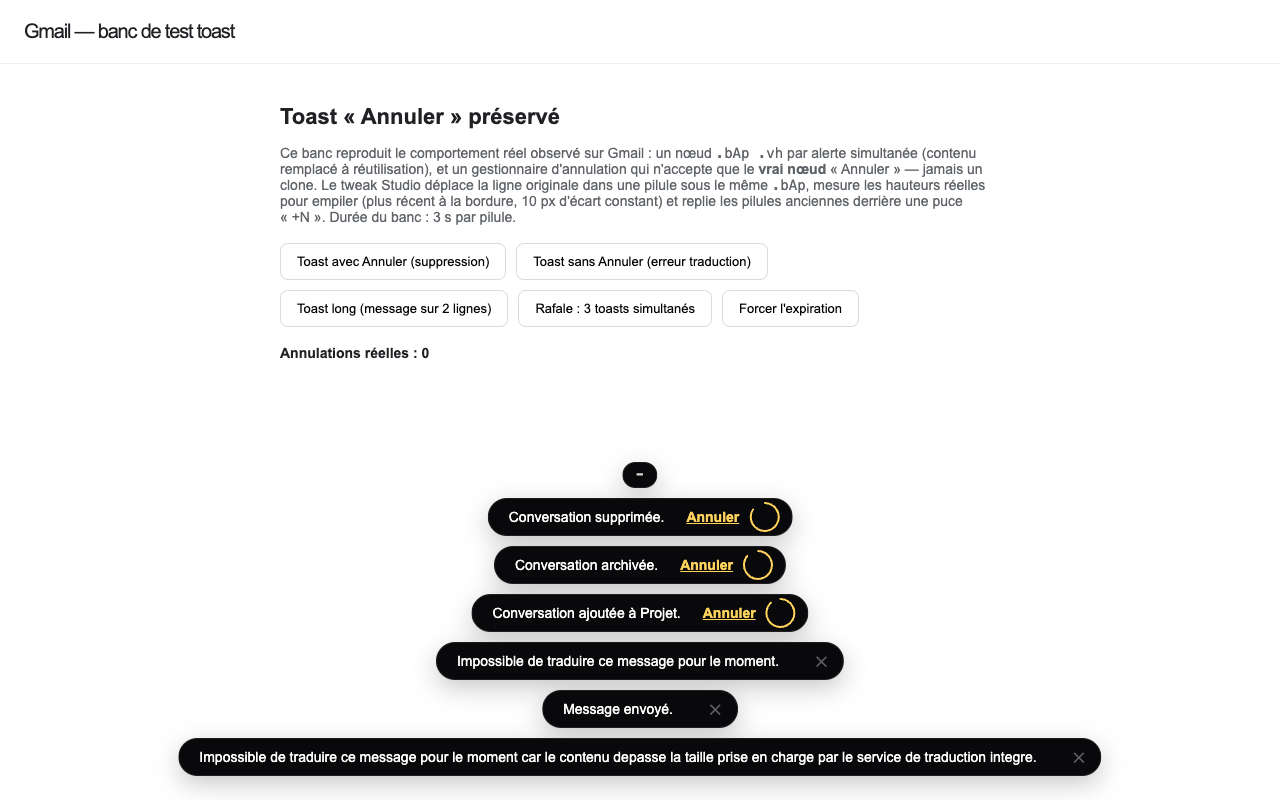 Gmail — banc de test toast
Toast « Annuler » préservé
Ce banc reproduit le comportement réel observé sur Gmail : un nœud .bAp .vh par alerte simultanée (contenu
remplacé à réutilisation), et un gestionnaire d'annulation qui n'accepte que le vrai nœud « Annuler » — jamais un
clone. Le tweak Studio déplace la ligne originale dans une pilule sous le même .bAp, mesure les hauteurs réelles
pour empiler (plus récent à la bordure, 10 px d'écart constant) et replie les pilules anciennes derrière une puce
« +N ». Durée du banc : 3 s par pilule.
Toast avec Annuler (suppression) Toast sans Annuler (erreur traduction)
Toast long (message sur 2 lignes) Rafale : 3 toasts simultanés Forcer l'expiration
Annulations réelles : 0
−
Conversation supprimée. Annuler
Conversation archivée. Annuler
Conversation ajoutée à Projet. Annuler
Impossible de traduire ce message pour le moment. ×
Message envoyé. ×
Impossible de traduire ce message pour le moment car le contenu depasse la taille prise en charge par le service de traduction integre. ×